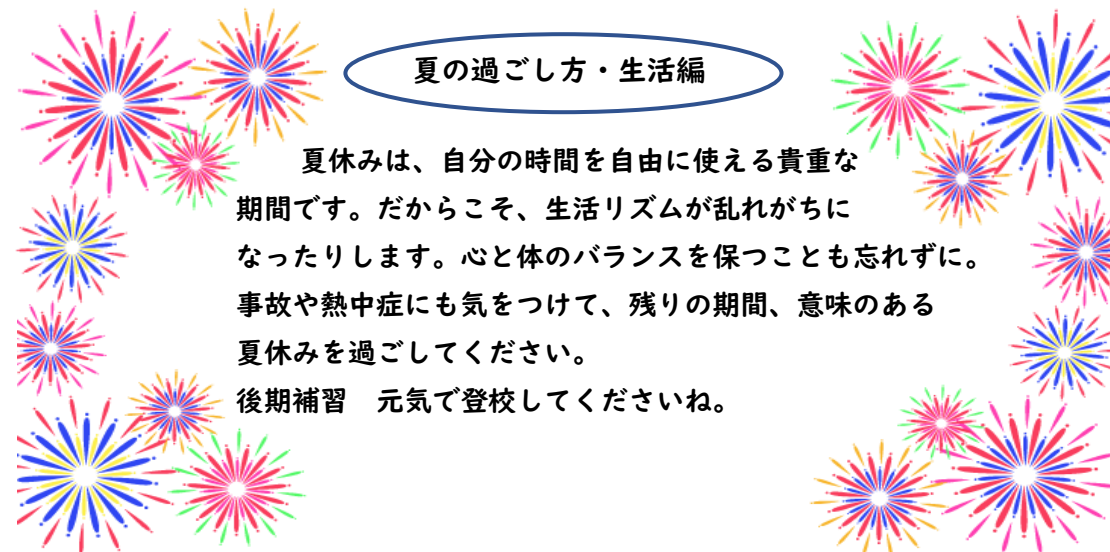 夏の過ごし方・生活編
夏休みは、自分の時間を自由に使える貴重な
期間です。だからこそ、生活リズムが乱れがちに
なったりします。心と体のバランスを保つことも忘れずに。
事故や熱中症にも気をつけて、残りの期間、意味のある
夏休みを過ごしてください。
後期補習　元気で登校してくださいね。